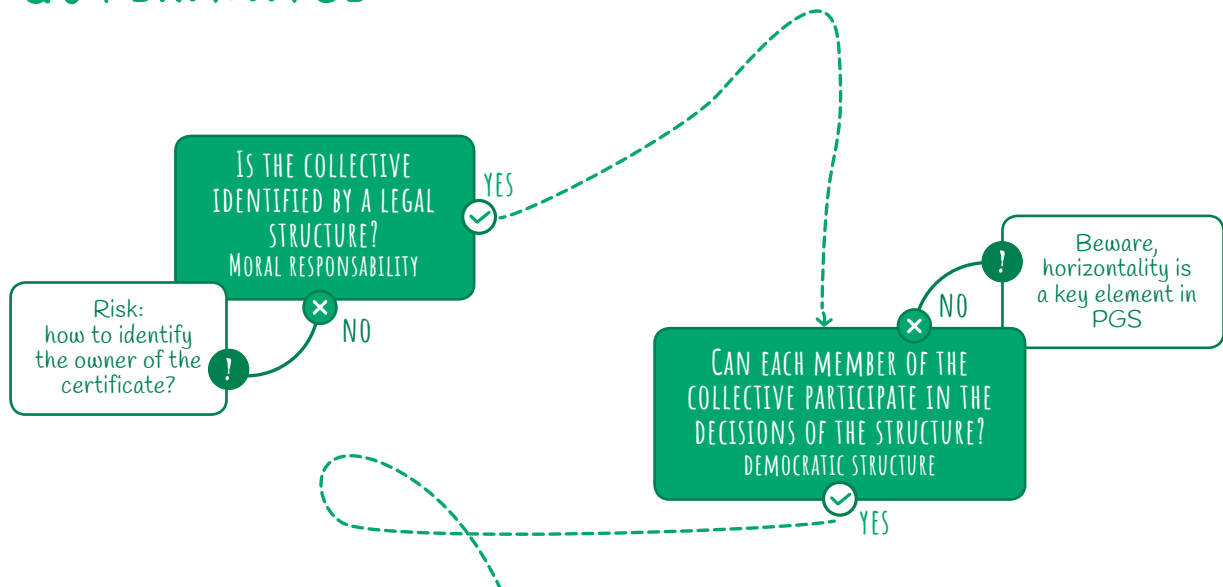 IS THE COLLECTIVE
IDENTIFIED BY A LEGAL
STRUCTURE?
MORAL RESPONSABILITY
YES
NO
Risk:
how to identify
the owner of the
certificate?
Beware,
horizontality is
a key element in
PGS
NO
CAN EACH MEMBER OF THE
COLLECTIVE PARTICIPATE IN THE
DECISIONS OF THE STRUCTURE?
DEMOCRATIC STRUCTURE
YES